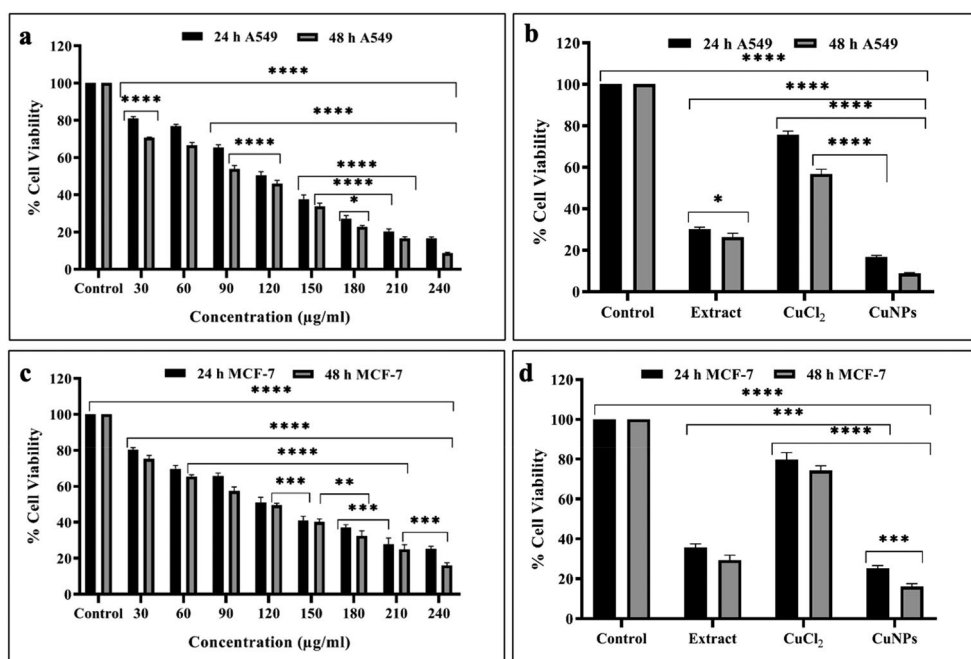 a
24 h A549 48 h A549
120
100
80
60
40
20
0
% Cell Viability
****
****
****
****
****
****
*
Control 30 60 90 120 150 180 210 240
Concentration (µg/ml)
b
24 h A549 48 h A549
120
100
80
60
40
20
0
% Cell Viability
****
****
****
****
*
Control Extract CuCl₂ CuNPs
c
24 h MCF-7 48 h MCF-7
120
100
80
60
40
20
0
% Cell Viability
****
****
****
*** **
*** ***
Control 30 60 90 120 150 180 210 240
Concentration (µg/ml)
d
24 h MCF-7 48 h MCF-7
120
100
80
60
40
20
0
% Cell Viability
****
***
****
***
Control Extract CuCl₂ CuNPs